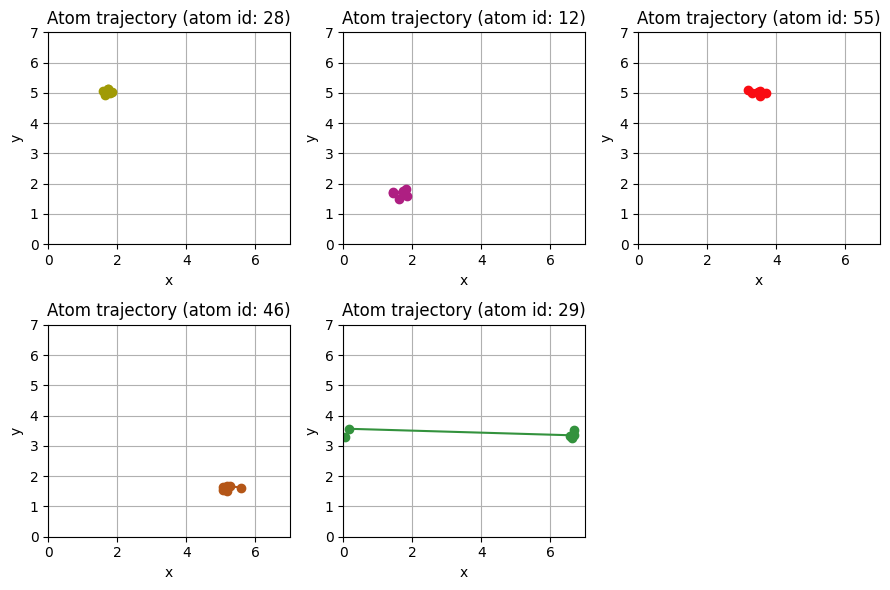 Atom trajectory (atom id: 28)
7
6
5
4
3
2
1
0
y
0 2 4 6
x
Atom trajectory (atom id: 12)
7
6
5
4
3
2
1
0
y
0 2 4 6
x
Atom trajectory (atom id: 55)
7
6
5
4
3
2
1
0
y
0 2 4 6
x
Atom trajectory (atom id: 46)
7
6
5
4
3
2
1
0
y
0 2 4 6
x
Atom trajectory (atom id: 29)
7
6
5
4
3
2
1
0
y
0 2 4 6
x